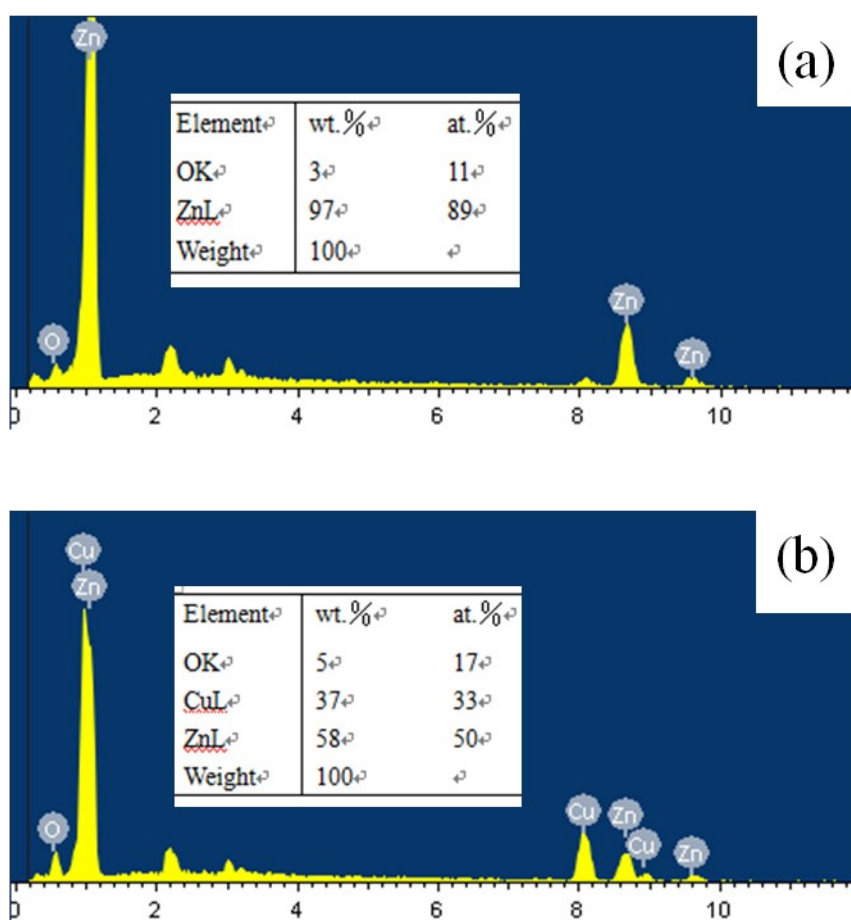 (a)
Zn
Element↵ wt.%↵ at.%↵
OK↵ 3↵ 11↵
ZnL↵ 97↵ 89↵
Weight↵ 100↵ ↵
Zn
O Zn
0 2 4 6 8 10
(b)
Cu
Zn
Element↵ wt.%↵ at.%↵
OK↵ 5↵ 17↵
CuL↵ 37↵ 33↵
ZnL↵ 58↵ 50↵
Weight↵ 100↵ ↵
Cu Zn
O Cu Zn
0 2 4 6 8 10